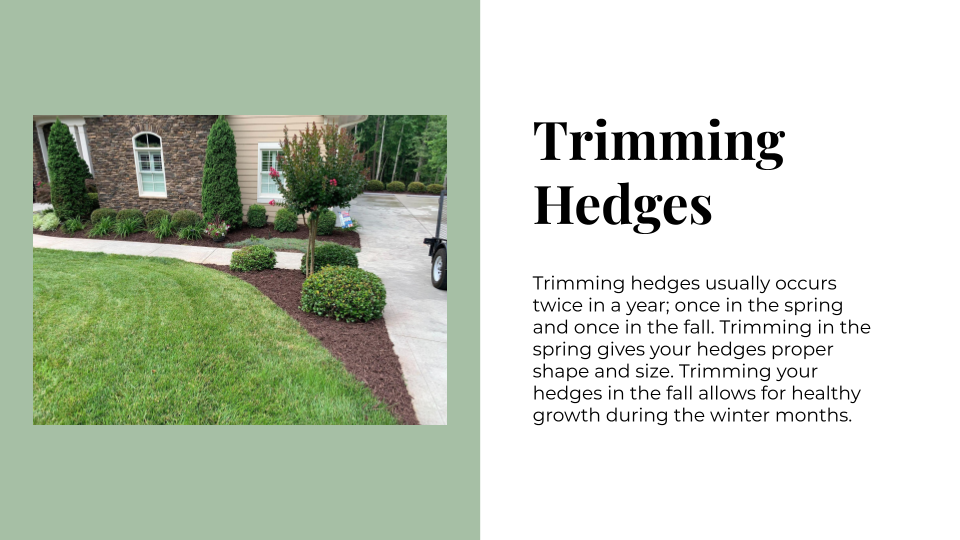 Trimming
Hedges
Trimming hedges usually occurs
twice in a year; once in the spring
and once in the fall. Trimming in the
spring gives your hedges proper
shape and size. Trimming your
hedges in the fall allows for healthy
growth during the winter months.